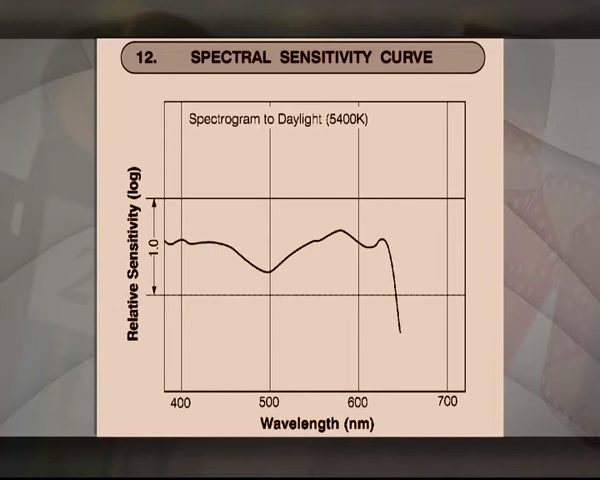 12. SPECTRAL SENSITIVITY CURVE
Spectrogram to Daylight (5400K)
Relative Sensitivity (log)
1.0
400 500 600 700
Wavelength (nm)